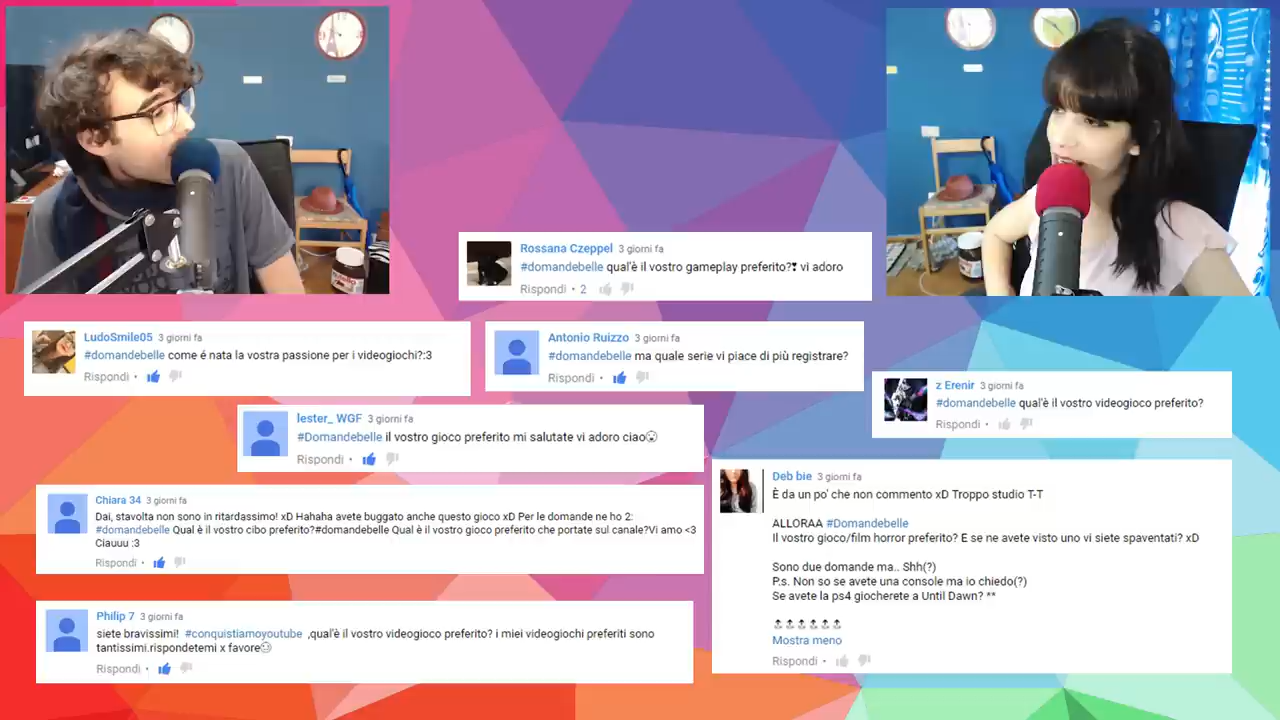 Rossana Czeppel 3 giorni fa
#domandebelle qual'è il vostro gameplay preferito?❣ vi adoro
Rispondi • 2
LudoSmile05 3 giorni fa
#domandebelle come é nata la vostra passione per i videogiochi?:3
Rispondi •
Antonio Ruizzo 3 giorni fa
#domandebelle ma quale serie vi piace di più registrare?
Rispondi •
z Erenir 3 giorni fa
#domandebelle qual'è il vostro videogioco preferito?
Rispondi •
lester_ WGF 3 giorni fa
#Domandebelle il vostro gioco preferito mi salutate vi adoro ciao
Rispondi •
Chiara 34 3 giorni fa
Dai, stavolta non sono in ritardassimo! xD Hahaha avete buggato anche questo gioco xD Per le domande ne ho 2:
#domandebelle Qual è il vostro cibo preferito?#domandebelle Qual è il vostro gioco preferito che portate sul canale?Vi amo <3
Ciauuu :3
Rispondi •
Deb bie 3 giorni fa
È da un po' che non commento xD Troppo studio T-T
ALLORAA #Domandebelle
Il vostro gioco/film horror preferito? E se ne avete visto uno vi siete spaventati? xD
Sono due domande ma.. Shh(?)
P.s. Non so se avete una console ma io chiedo(?)
Se avete la ps4 giocherete a Until Dawn? **
Mostra meno
Rispondi •
Philip 7 3 giorni fa
siete bravissimi! #conquistiamoyoutube ,qual'è il vostro videogioco preferito? i miei videogiochi preferiti sono
tantissimi.rispondetemi x favore
Rispondi •
nutella